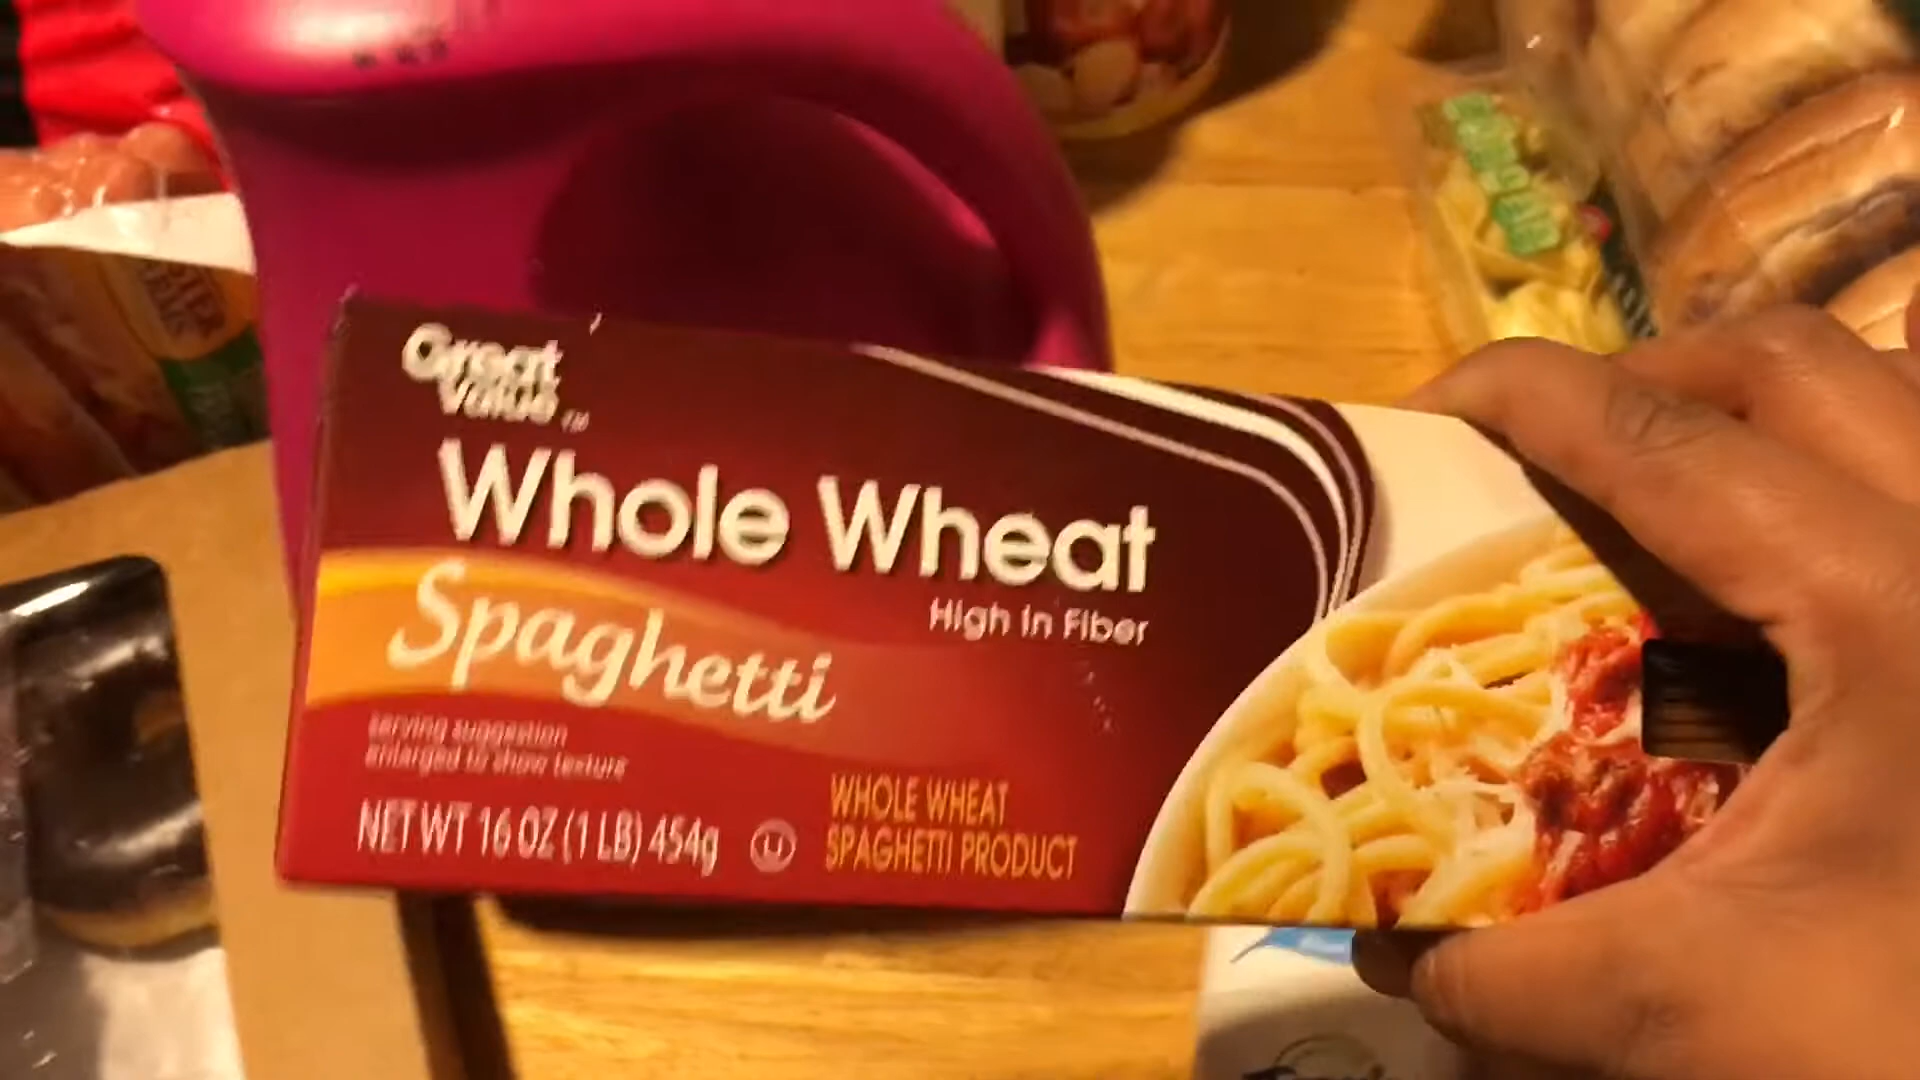 Great
Value™
Whole Wheat
High In Fiber
Spaghetti
serving suggestion
enlarged to show texture
NET WT 16 OZ (1 LB) 454g
WHOLE WHEAT
SPAGHETTI PRODUCT